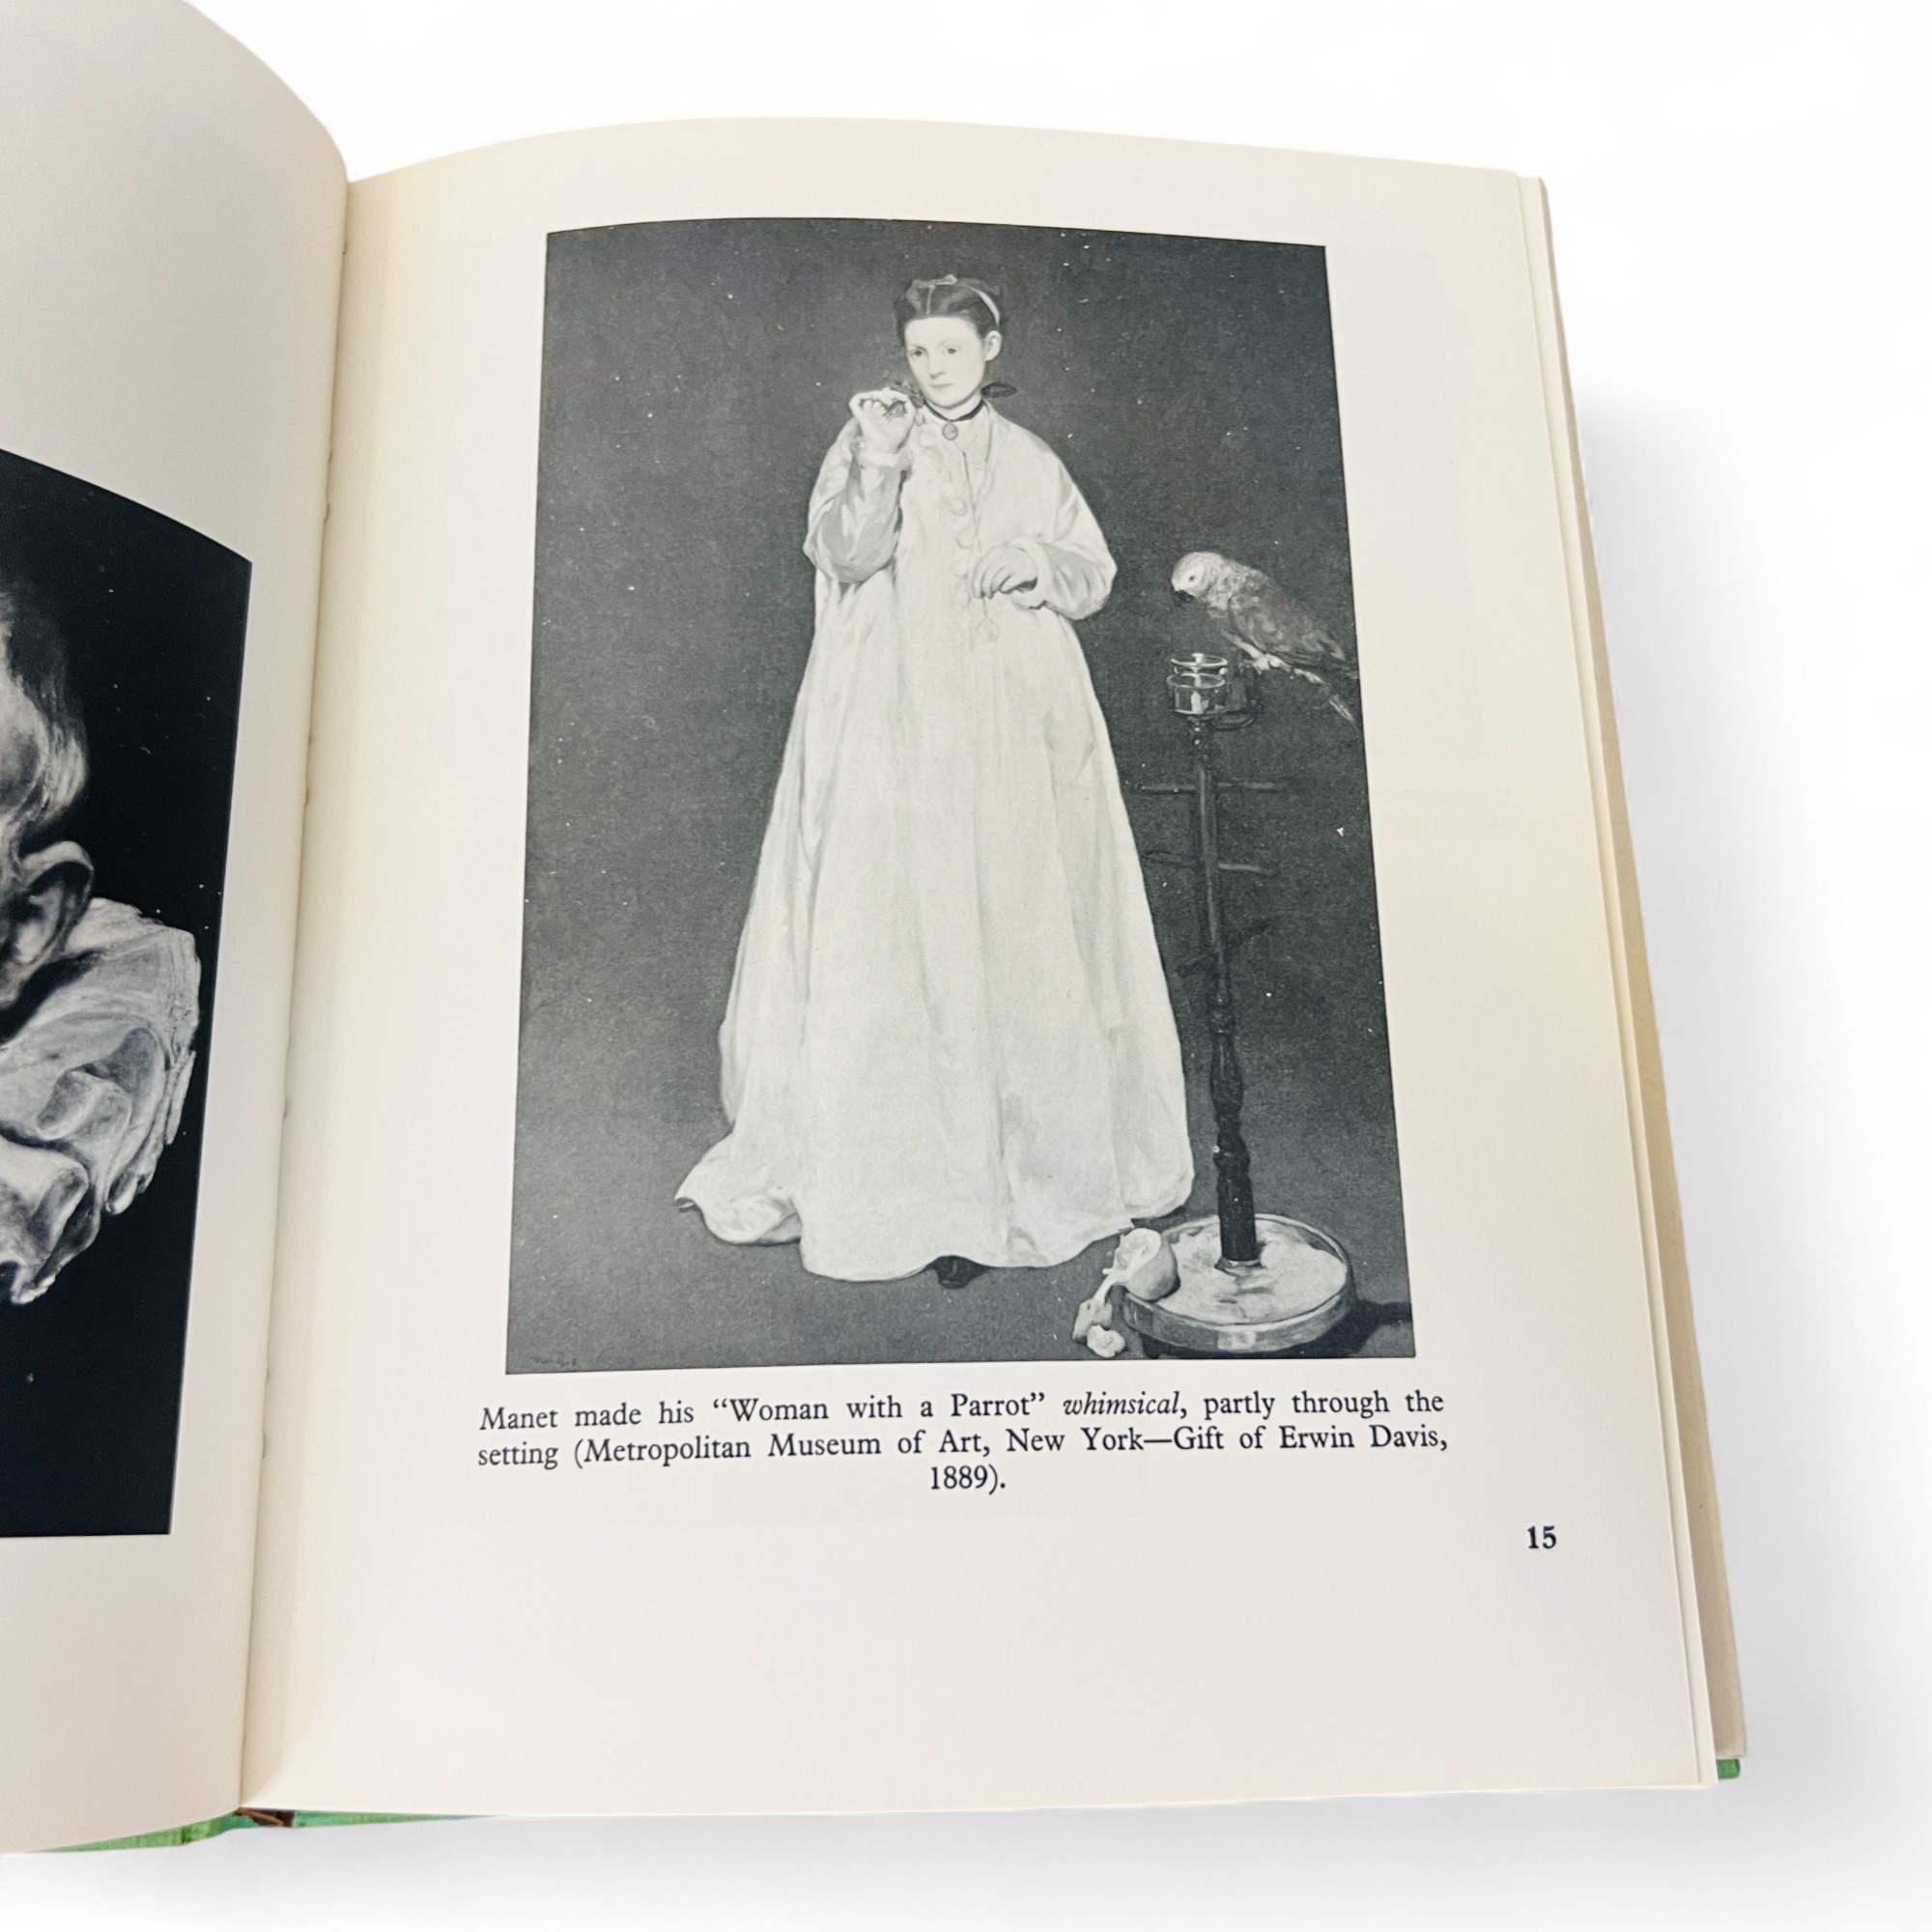 Manet made his “Woman with a Parrot” whimsical, partly through the
setting (Metropolitan Museum of Art, New York—Gift of Erwin Davis,
1889).
15